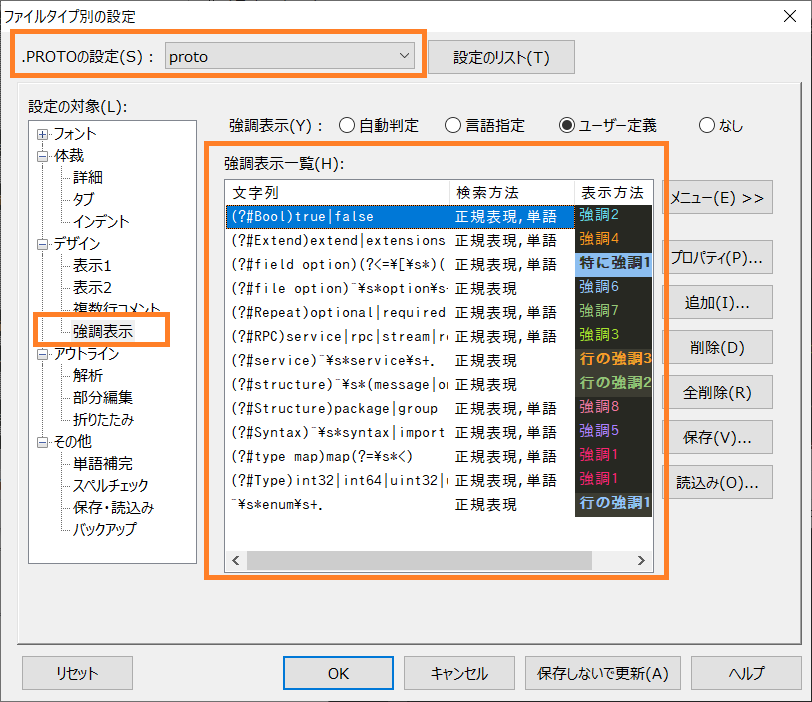 ファイルタイプ別の設定
.PROTOの設定(S)： proto 設定のリスト(T)
設定の対象(L):
フォント
体裁
詳細
タブ
インデント
デザイン
表示1
表示2
複数行コメント
強調表示
アウトライン
解析
部分編集
折りたたみ
その他
単語補完
スペルチェック
保存・読込み
バックアップ
強調表示(Y)： 自動判定 言語指定 ユーザー定義 なし
強調表示一覧(H):
文字列 検索方法 表示方法
(?#Bool)true|false 正規表現,単語 強調2
(?#Extend)extend|extensions 正規表現,単語 強調4
(?#field option)(?<=¥[¥s*)( 正規表現,単語 特に強調1
(?#file option)^¥s*option¥s 正規表現 強調6
(?#Repeat)optional|required 正規表現,単語 強調7
(?#RPC)service|rpc|stream|r 正規表現,単語 強調3
(?#service)^¥s*service¥s+. 正規表現 行の強調3
(?#structure)^¥s*(message|o 正規表現 行の強調2
(?#Structure)package|group 正規表現,単語 強調8
(?#Syntax)^¥s*syntax|import 正規表現,単語 強調5
(?#type map)map(?=¥s*<) 正規表現,単語 強調1
(?#Type)int32|int64|uint32| 正規表現,単語 強調1
^¥s*enum¥s+. 正規表現 行の強調1
メニュー(E) >>
プロパティ(P)...
追加(I)...
削除(D)
全削除(R)
保存(V)...
読込み(O)...
リセット OK キャンセル 保存しないで更新(A) ヘルプ